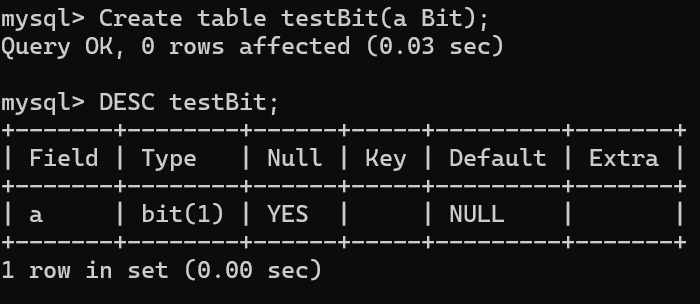 mysql> Create table testBit(a Bit);
Query OK, 0 rows affected (0.03 sec)

mysql> DESC testBit;
+-------+--------+------+-----+---------+-------+
| Field | Type   | Null | Key | Default | Extra |
+-------+--------+------+-----+---------+-------+
| a     | bit(1) | YES  |     | NULL    |       |
+-------+--------+------+-----+---------+-------+
1 row in set (0.00 sec)